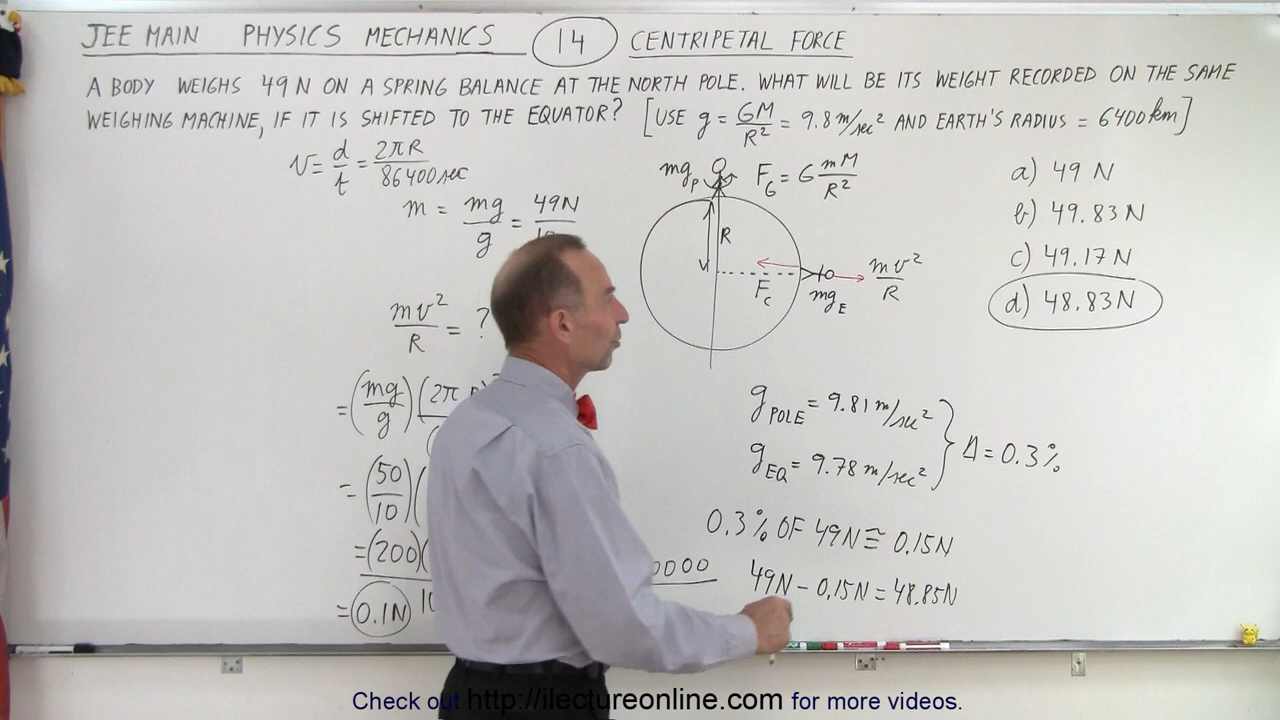 JEE MAIN PHYSICS MECHANICS 14 CENTRIPETAL FORCE
A BODY WEIGHS 49 N ON A SPRING BALANCE AT THE NORTH POLE. WHAT WILL BE ITS WEIGHT RECORDED ON THE SAME
WEIGHING MACHINE, IF IT IS SHIFTED TO THE EQUATOR? [USE g = GM/R² = 9.8 m/sec² AND EARTH'S RADIUS = 6400 km]
v = d/t = 2πR/86400 sec
m = mg/g = 49N/
mv²/R = ?
= (mg/g)(2π
= (50/10)(
= (200)(
0000
= 0.1N 10
mg_P F_G = G mM/R²
R
F_C mg_E mv²/R
a) 49 N
b) 49.83 N
c) 49.17 N
d) 48.83 N
g_POLE = 9.81 m/sec²
g_EQ = 9.78 m/sec² } Δ = 0.3%
0.3% OF 49N ≅ 0.15N
49N - 0.15N = 48.85N
Check out http://ilectureonline.com for more videos.